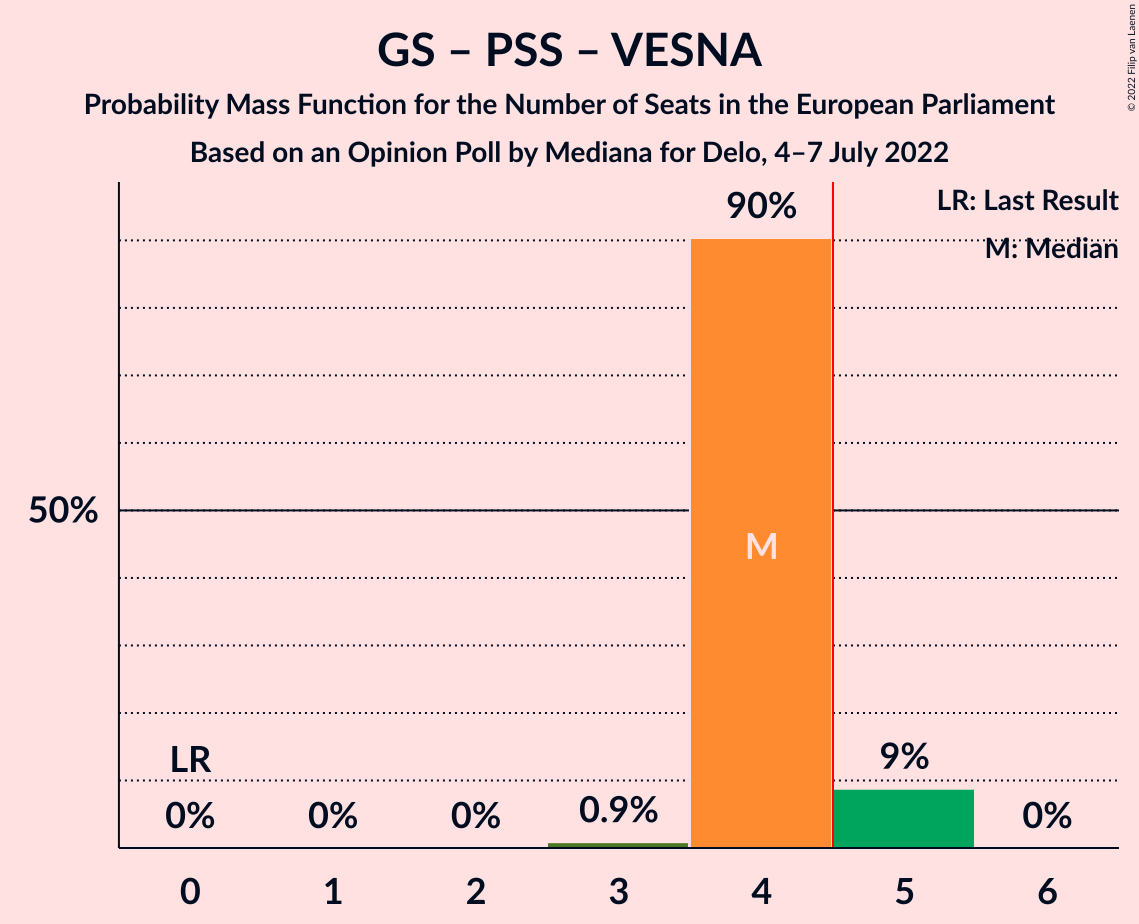 GS – PSS – VESNA
Probability Mass Function for the Number of Seats in the European Parliament
Based on an Opinion Poll by Mediana for Delo, 4–7 July 2022
© 2022 Filip van Laenen
LR: Last Result
M: Median
90%
50%
M
LR
9%
0%
0%
0%
0.9%
0%
0
1
2
3
4
5
6